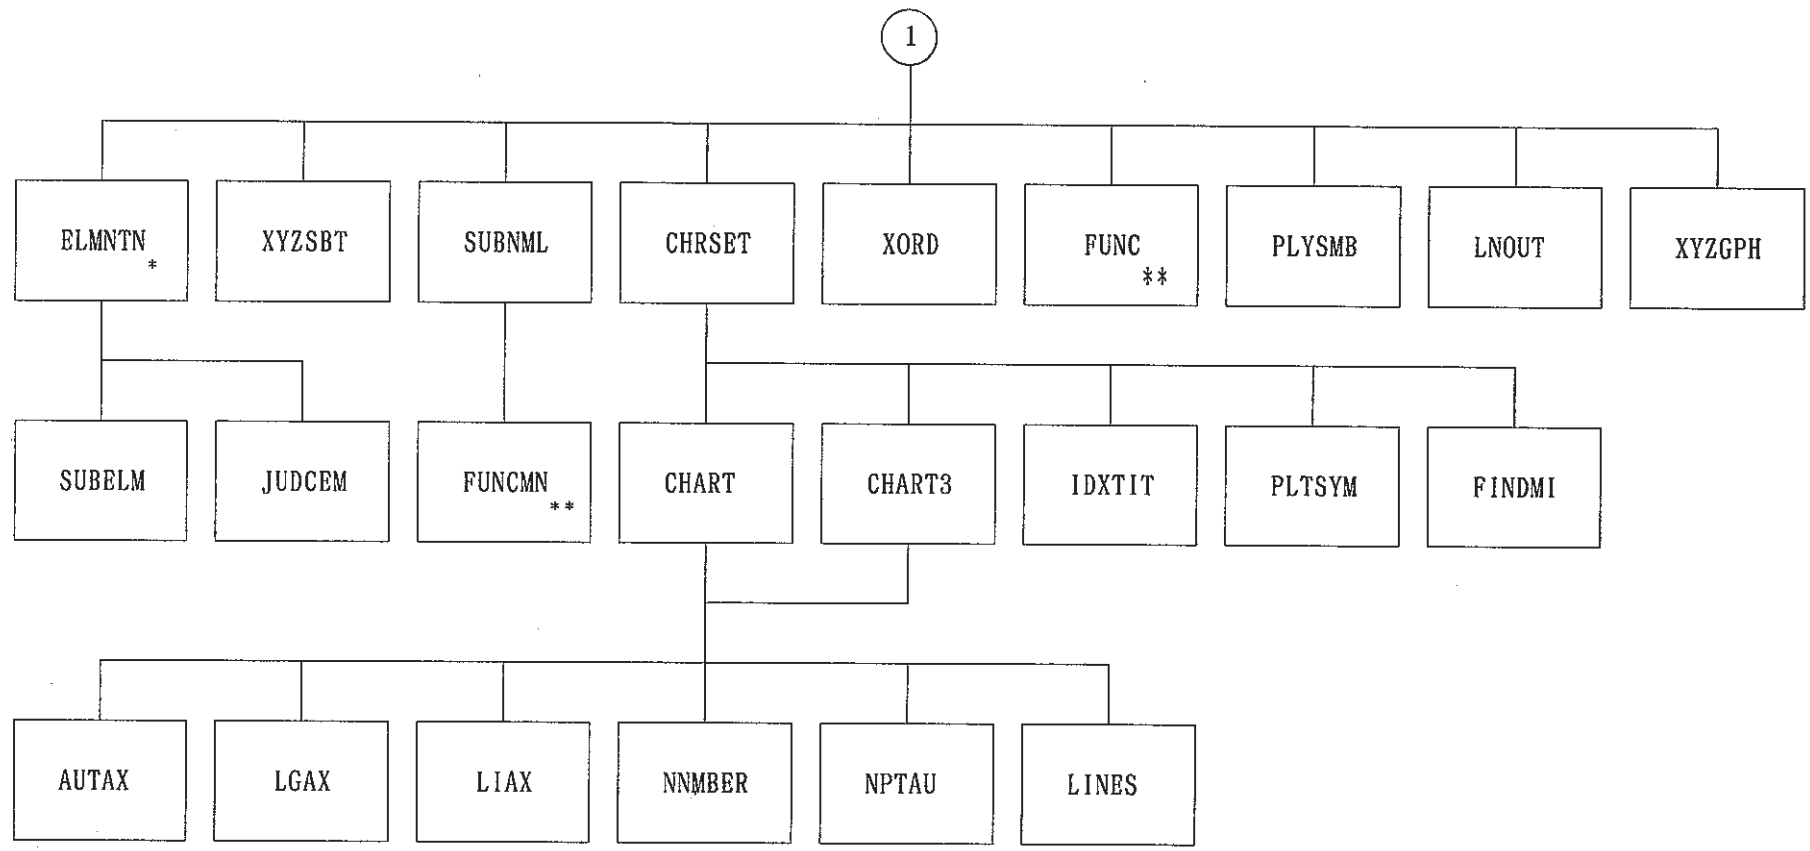 1
ELMNTN
*
XYZSBT
SUBNML
CHRSET
XORD
FUNC
**
PLYSMB
LNOUT
XYZGPH
SUBELM
JUDCEM
FUNCMN
**
CHART
CHART3
IDXTIT
PLTSYM
FINDMI
AUTAX
LGAX
LIAX
NNMBER
NPTAU
LINES